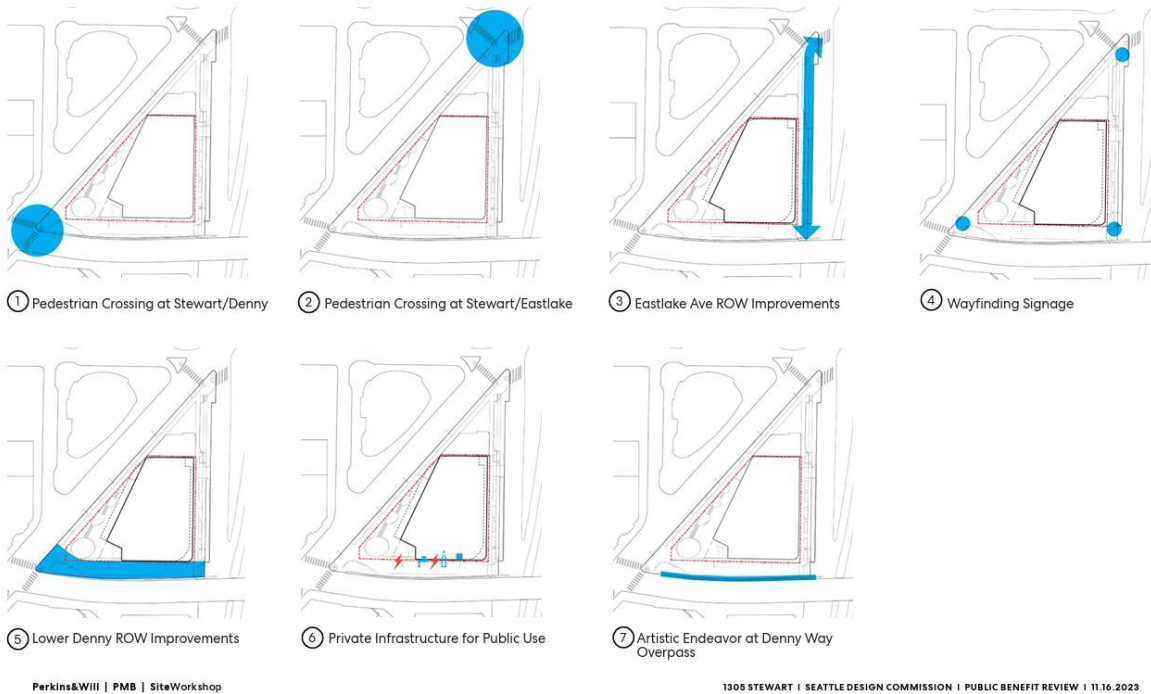 1 Pedestrian Crossing at Stewart/Denny
2 Pedestrian Crossing at Stewart/Eastlake
3 Eastlake Ave ROW Improvements
4 Wayfinding Signage
5 Lower Denny ROW Improvements
6 Private Infrastructure for Public Use
7 Artistic Endeavor at Denny Way
Overpass
Perkins&Will | PMB | SiteWorkshop
1305 STEWART I SEATTLE DESIGN COMMISSION I PUBLIC BENEFIT REVIEW I 11.16.2023